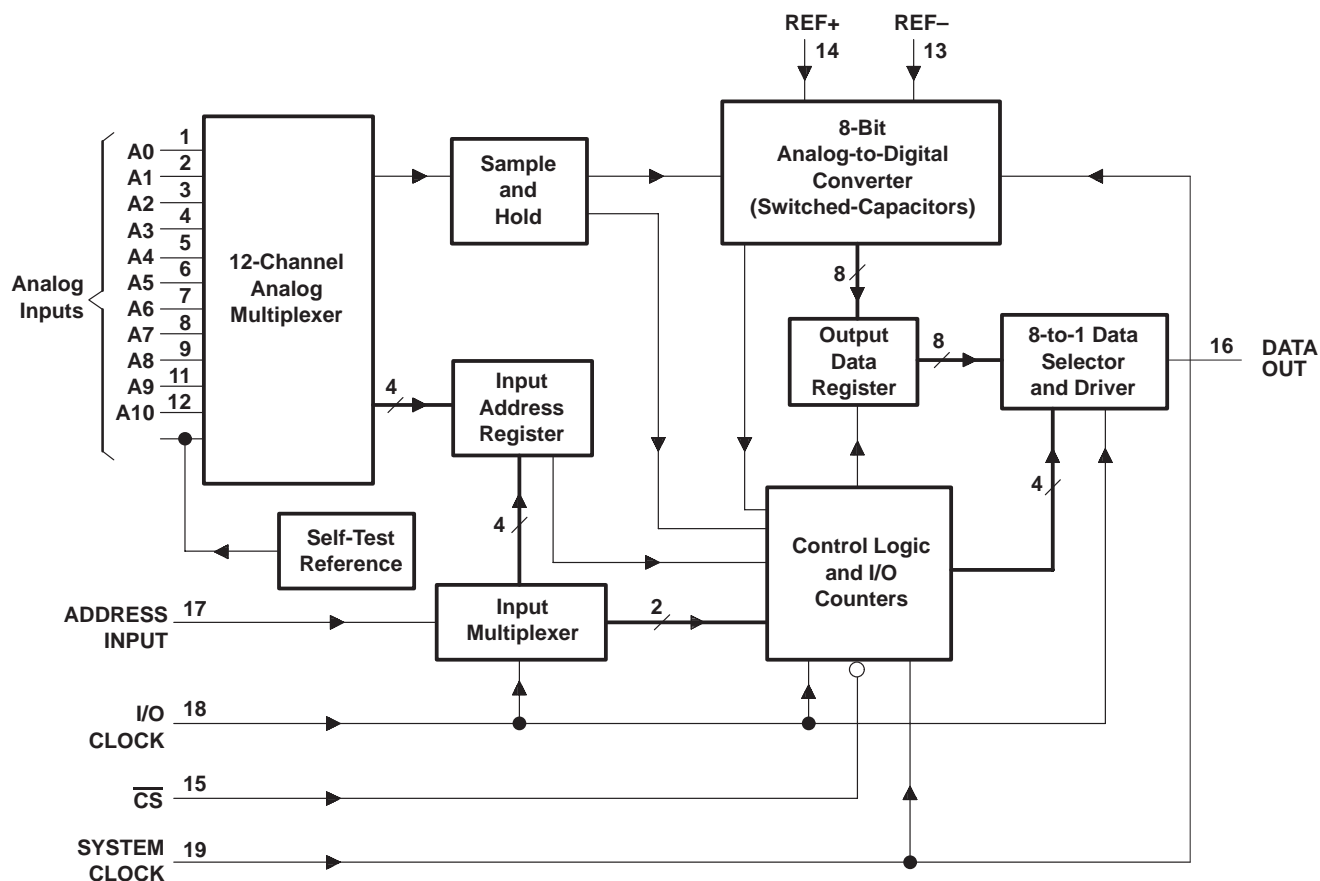 REF+ REF–
14 13
8-Bit
Analog-to-Digital
Converter
(Switched-Capacitors)
Analog
Inputs
A0 1
A1 2
A2 3
A3 4
A4 5
A5 6
A6 7
A7 8
A8 9
A9 11
A10 12
12-Channel
Analog
Multiplexer
Sample
and
Hold
8
Output
Data
Register
8
8-to-1 Data
Selector
and Driver
16 DATA
OUT
4
Input
Address
Register
4
4
Self-Test
Reference
Control Logic
and I/O
Counters
ADDRESS
INPUT
17
Input
Multiplexer
2
I/O
CLOCK
18
CS
15
SYSTEM
CLOCK
19